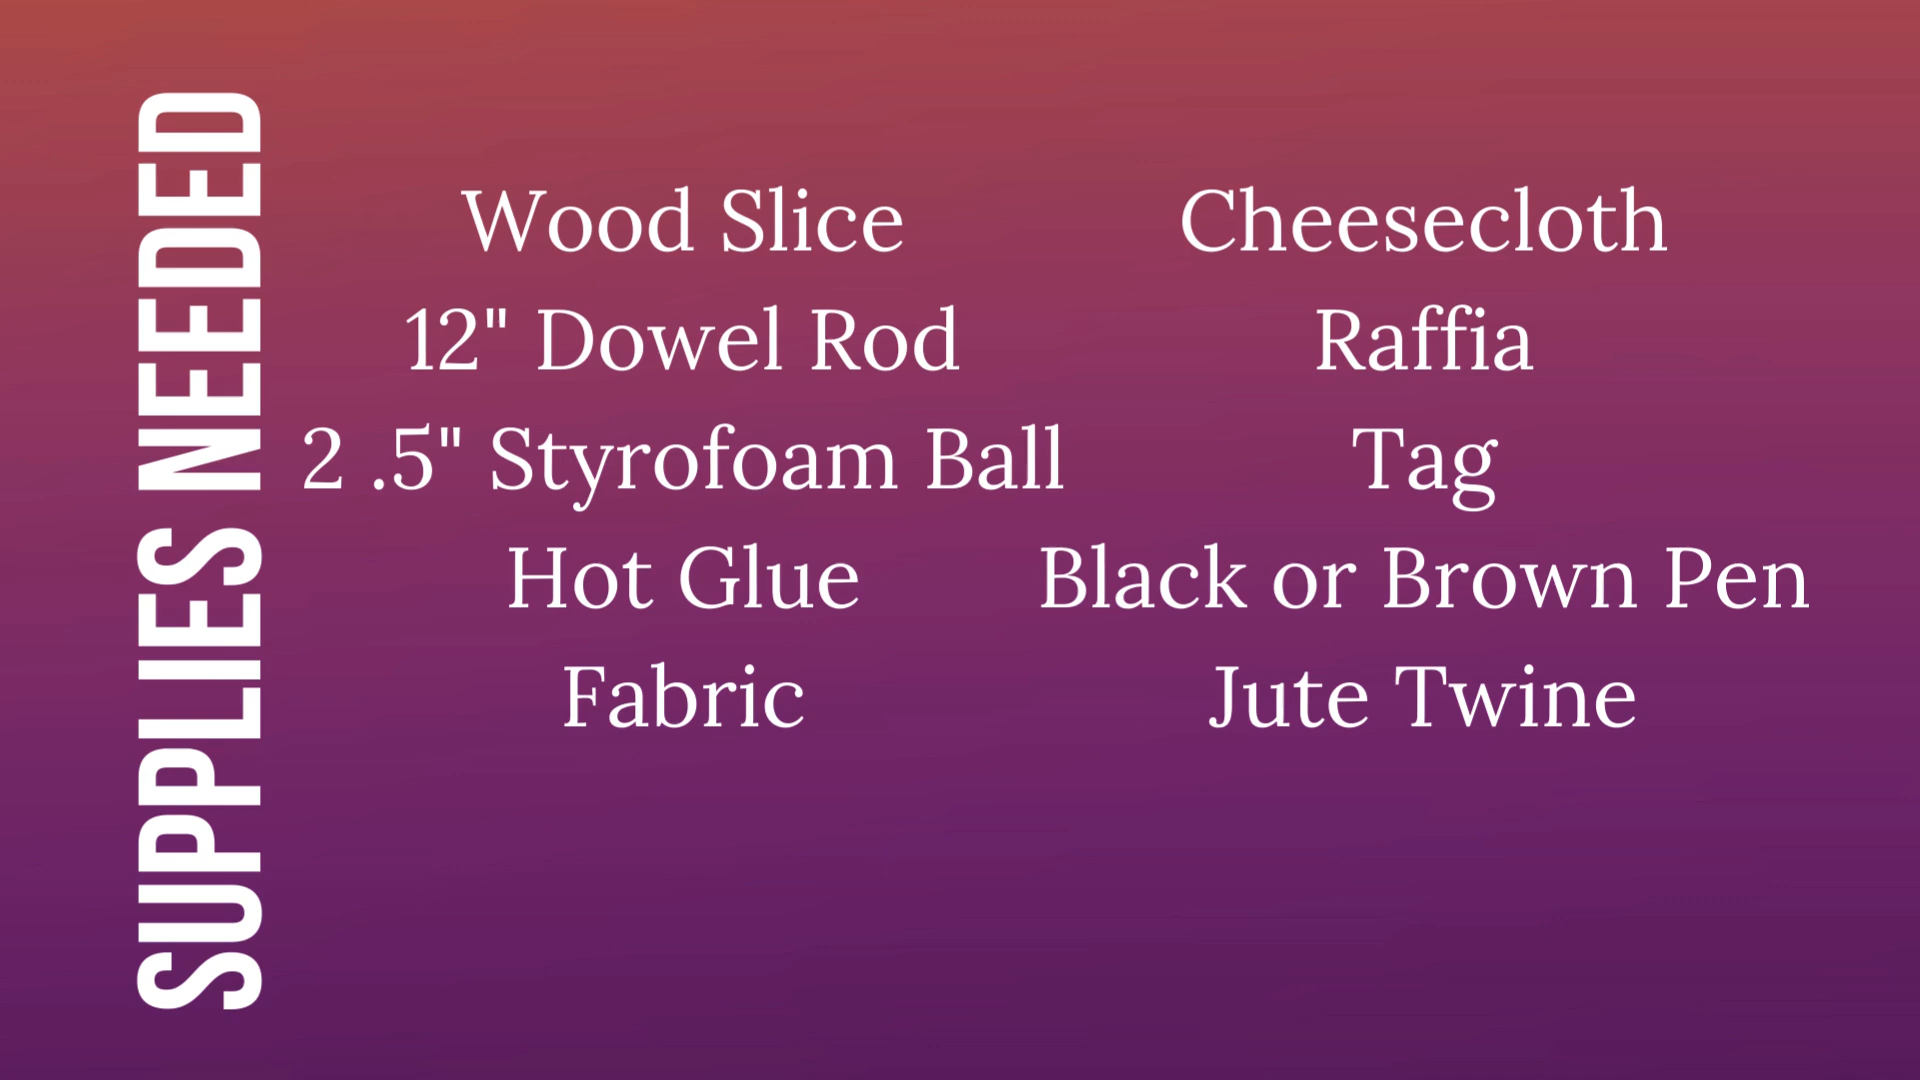 SUPPLIES NEEDED
Wood Slice
12" Dowel Rod
2 .5" Styrofoam Ball
Hot Glue
Fabric
Cheesecloth
Raffia
Tag
Black or Brown Pen
Jute Twine